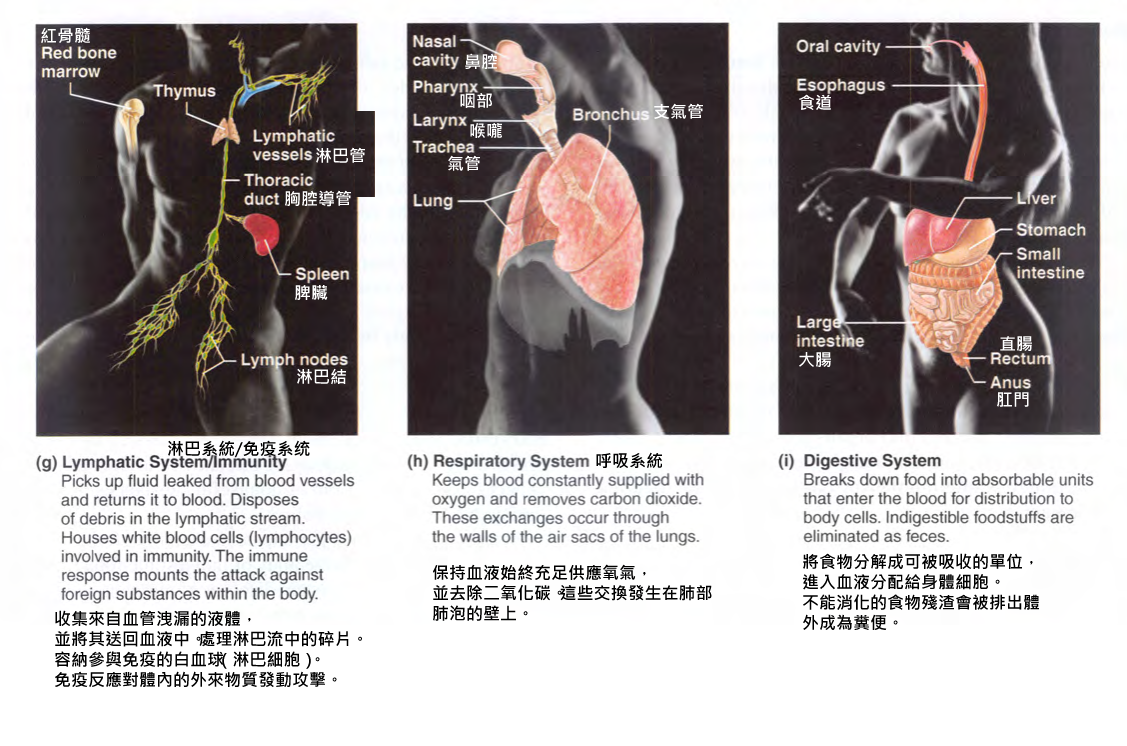 紅骨髓
Red bone
marrow
Thymus
Lymphatic
vessels 淋巴管
Thoracic
duct 胸腔導管
Spleen
脾臟
Lymph nodes
淋巴結
淋巴系統/免疫系统
(g) Lymphatic System/Immunity
Picks up fluid leaked from blood vessels
and returns it to blood. Disposes
of debris in the lymphatic stream.
Houses white blood cells (lymphocytes)
involved in immunity. The immune
response mounts the attack against
foreign substances within the body.
收集來自血管洩漏的液體，
並將其送回血液中。處理淋巴流中的碎片。
容納參與免疫的白血球(淋巴細胞)。
免疫反應對體內的外來物質發動攻擊。
Nasal
cavity 鼻腔
Pharynx
咽部
Larynx
喉嚨
Trachea
氣管
Bronchus 支氣管
Lung
(h) Respiratory System 呼吸系統
Keeps blood constantly supplied with
oxygen and removes carbon dioxide.
These exchanges occur through
the walls of the air sacs of the lungs.
保持血液始終充足供應氧氣，
並去除二氧化碳。這些交換發生在肺部
肺泡的壁上。
Oral cavity
Esophagus
食道
Liver
Stomach
Small
intestine
Large
intestine
大腸
直腸
Rectum
Anus
肛門
(i) Digestive System
Breaks down food into absorbable units
that enter the blood for distribution to
body cells. Indigestible foodstuffs are
eliminated as feces.
將食物分解成可被吸收的單位，
進入血液分配給身體細胞。
不能消化的食物殘渣會被排出體
外成為糞便。